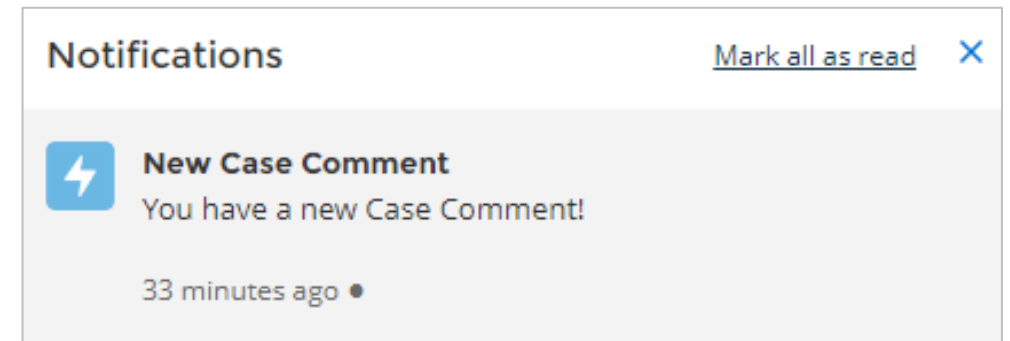 Notifications
Mark all as read
New Case Comment
You have a new Case Comment!
33 minutes ago